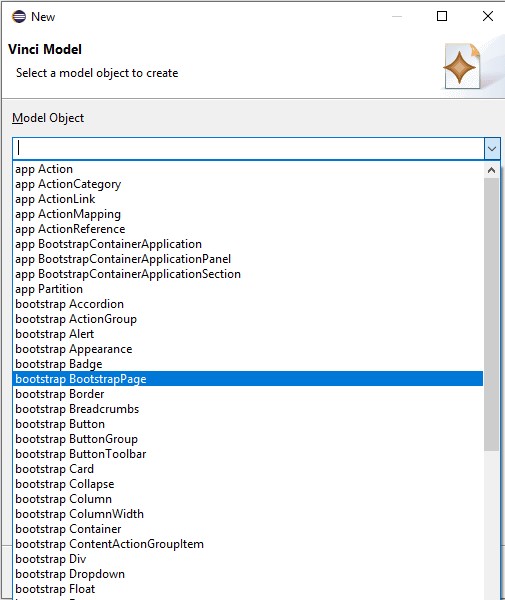 New
Vinci Model
Select a model object to create
Model Object
app Action
app ActionCategory
app ActionLink
app ActionMapping
app ActionReference
app BootstrapContainerApplication
app BootstrapContainerApplicationPanel
app BootstrapContainerApplicationSection
app Partition
bootstrap Accordion
bootstrap ActionGroup
bootstrap Alert
bootstrap Appearance
bootstrap Badge
bootstrap BootstrapPage
bootstrap Border
bootstrap Breadcrumbs
bootstrap Button
bootstrap ButtonGroup
bootstrap ButtonToolbar
bootstrap Card
bootstrap Collapse
bootstrap Column
bootstrap ColumnWidth
bootstrap Container
bootstrap ContentActionGroupItem
bootstrap Div
bootstrap Dropdown
bootstrap Float